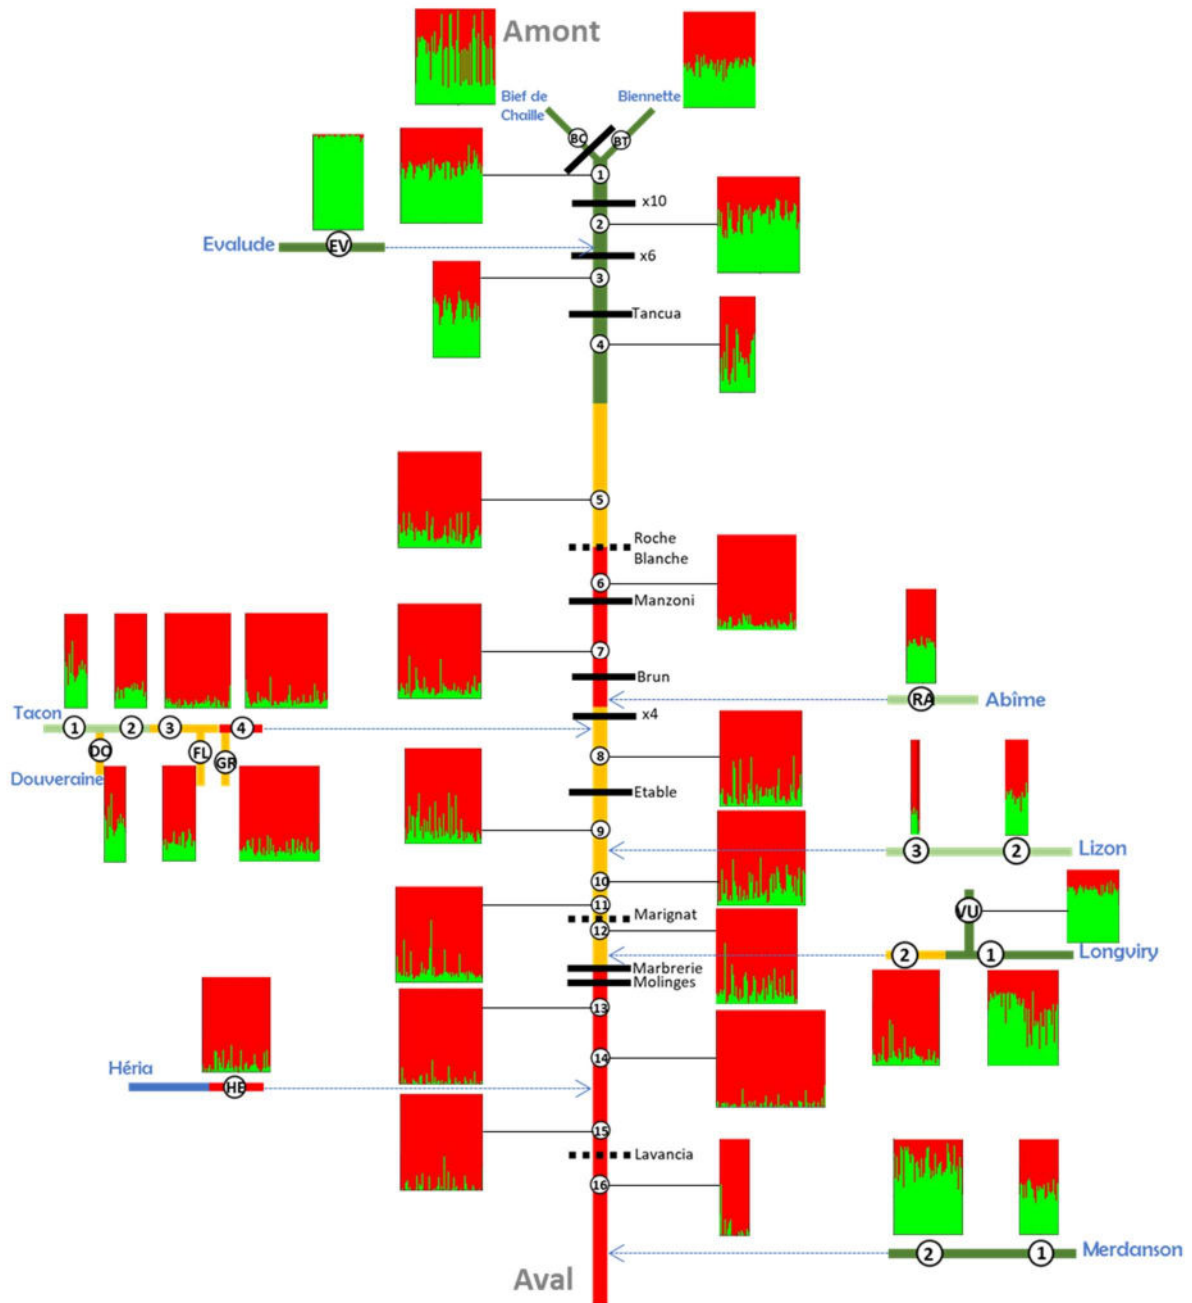 Amont
Bief de
Chaille
Biennette
BC
BT
1
x10
2
Evalude
EV
x6
3
Tancua
4
5
Roche
Blanche
6
Manzoni
7
Brun
RA
Abîme
Tacon
1
2
3
4
x4
DO
FL
GR
Douveraine
8
Etable
9
3
2
Lizon
10
11
Marignat
VU
12
2
1
Longviry
Marbrerie
Molinges
13
14
Héria
HE
15
Lavancia
16
2
1
Merdanson
Aval